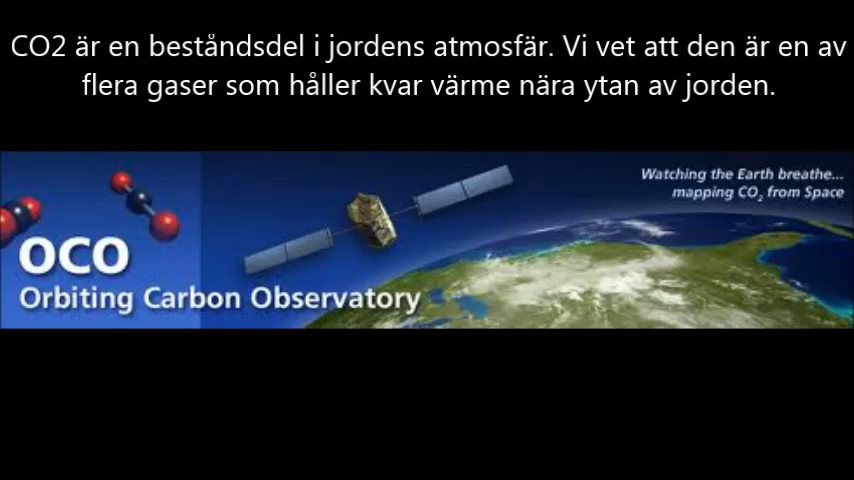 CO2 är en beståndsdel i jordens atmosfär. Vi vet att den är en av
flera gaser som håller kvar värme nära ytan av jorden.
Watching the Earth breathe...
mapping CO₂ from Space
OCO
Orbiting Carbon Observatory